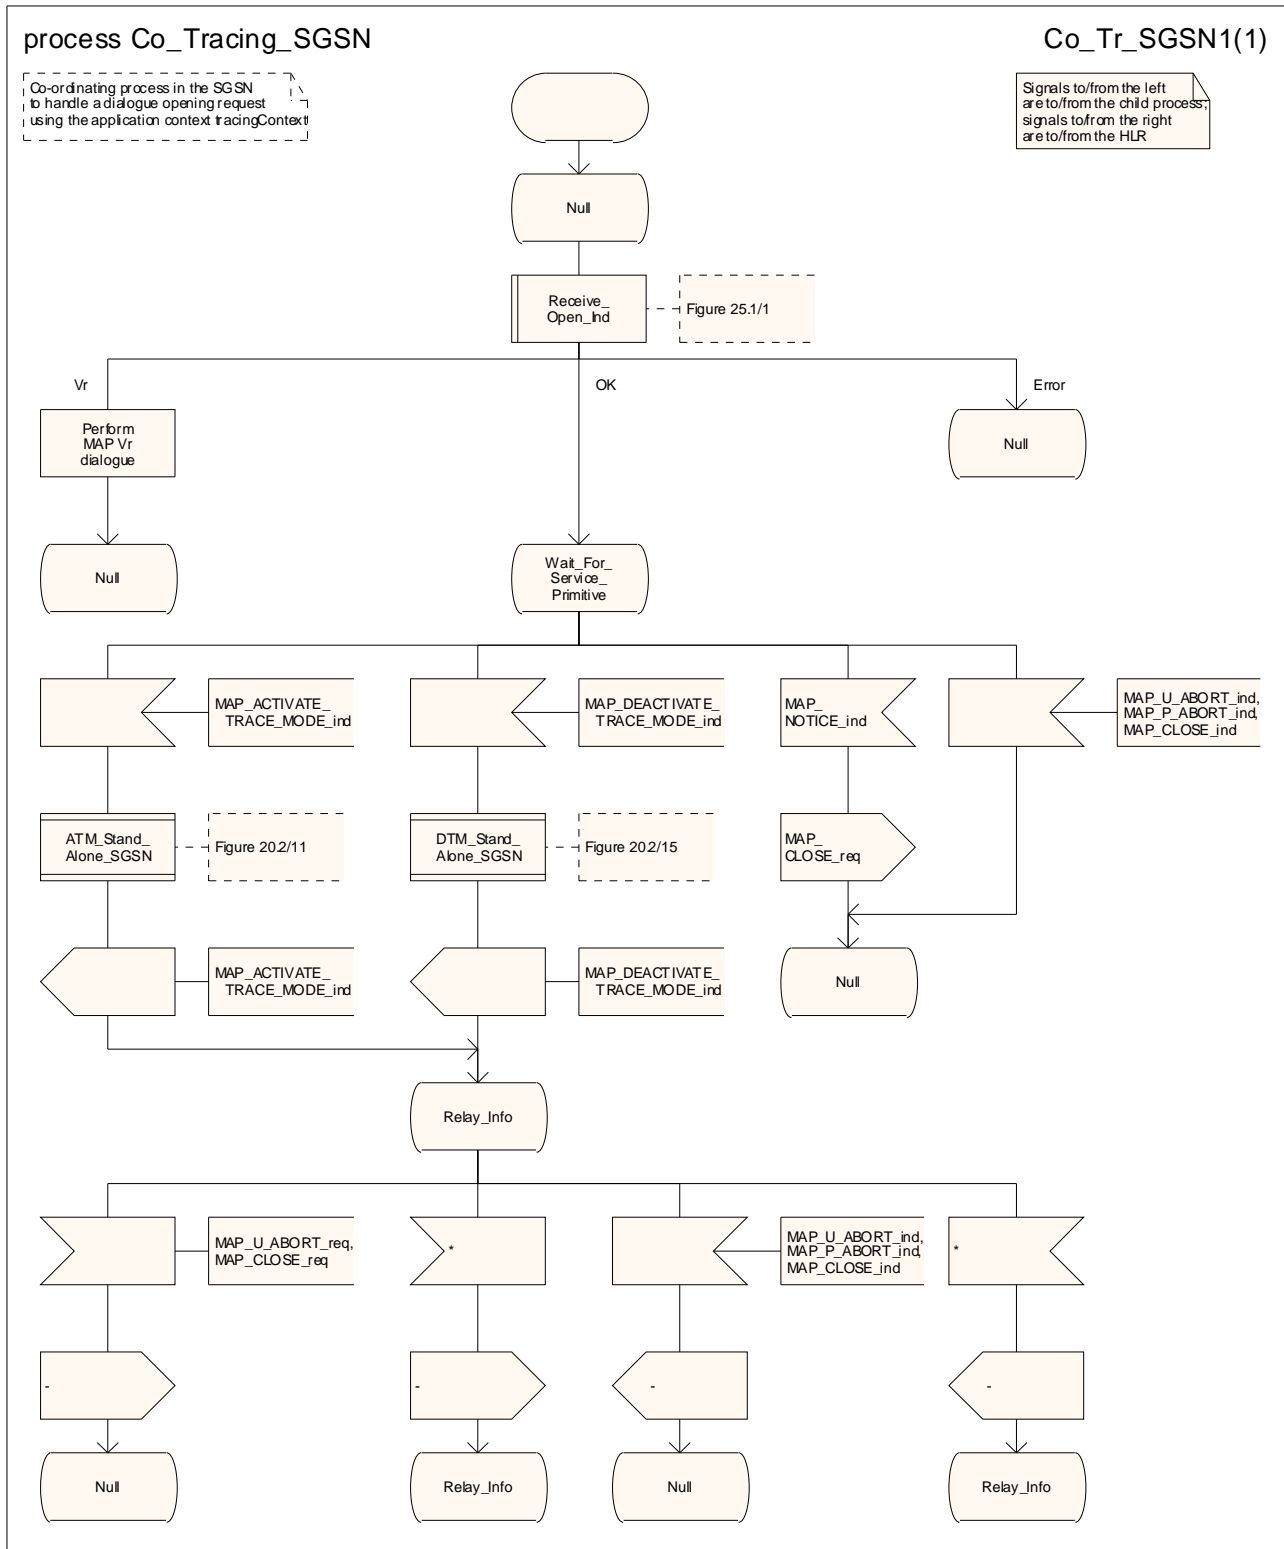 process Co_Tracing_SGSN
Co_Tr_SGSN1(1)
Co-ordinating process in the SGSN
to handle a dialogue opening request
using the application context tracingContext
Signals to/from the left
are to/from the child process;
signals to/from the right
are to/from the HLR
Null
Receive_
Open_Ind
Figure 25.1/1
Vr
OK
Error
Perform
MAP Vr
dialogue
Null
Null
Wait_For_
Service_
Primitive
MAP_ACTIVATE_
TRACE_MODE_ind
MAP_DEACTIVATE_
TRACE_MODE_ind
MAP_
NOTICE_ind
MAP_U_ABORT_ind,
MAP_P_ABORT_ind,
MAP_CLOSE_ind
ATM_Stand_
Alone_SGSN
Figure 20.2/11
DTM_Stand_
Alone_SGSN
Figure 20.2/15
MAP_
CLOSE_req
MAP_ACTIVATE_
TRACE_MODE_ind
MAP_DEACTIVATE_
TRACE_MODE_ind
Null
Relay_Info
MAP_U_ABORT_req,
MAP_CLOSE_req
*
MAP_U_ABORT_ind,
MAP_P_ABORT_ind,
MAP_CLOSE_ind
*
-
-
-
-
Null
Relay_Info
Null
Relay_Info